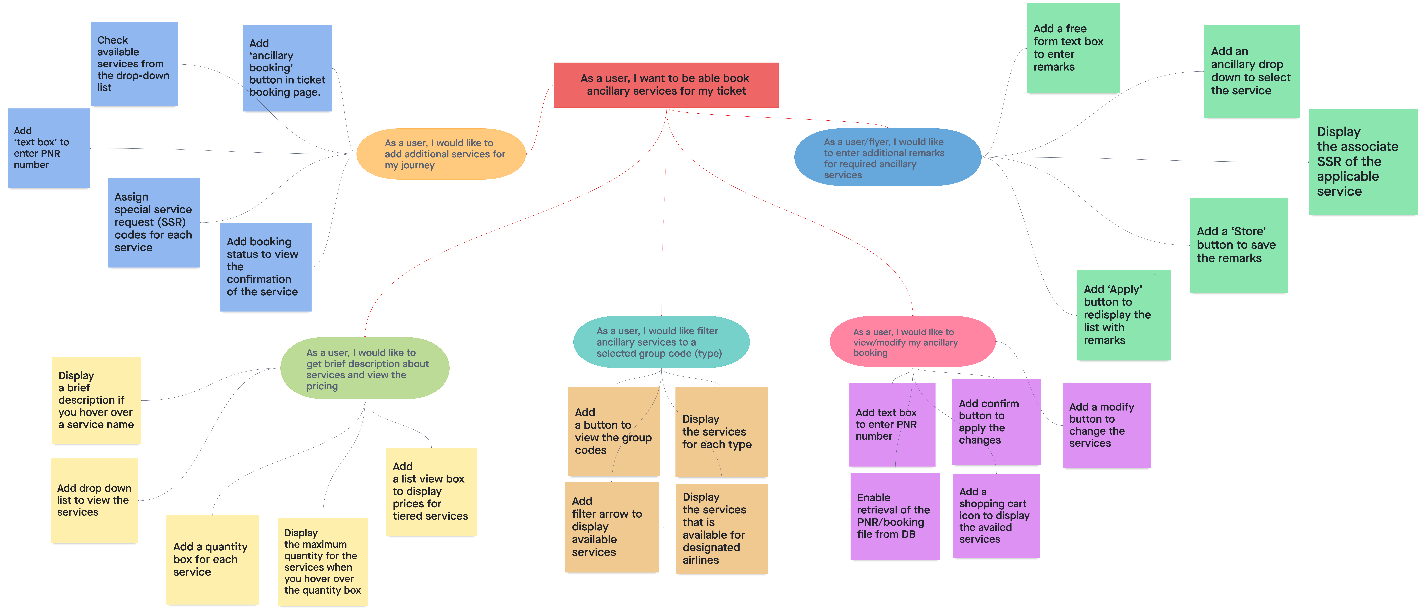 As a user, I want to be able book
ancillary services for my ticket
Check
available
services from
the drop-down
list
Add
‘ancillary
booking’
button in ticket
booking page.
Add
‘text box’ to
enter PNR
number
Assign
special service
request (SSR)
codes for each
service
Add booking
status to view
the
confirmation
of the service
As a user, I would like to
add additional services for
my journey
As a user/flyer, I would like
to enter additional remarks
for required ancillary
services
Add a free
form text box
to enter
remarks
Add an
ancillary drop
down to select
the service
Display
the associate
SSR of the
applicable
service
Add a ‘Store’
button to save
the remarks
Add ‘Apply’
button to
redisplay the
list with
remarks
As a user, I would like to
get brief description about
services and view the
pricing
Display
a brief
description if
you hover over
a service name
Add drop down
list to view the
services
Add a quantity
box for each
service
Display
the maximum
quantity for the
services when
you hover over
the quantity box
Add
a list view box
to display
prices for
tiered services
As a user, I would like filter
ancillary services to a
selected group code (type)
Add
a button to
view the group
codes
Display
the services
for each type
Add
filter arrow to
display
available
services
Display
the services
that is
available for
designated
airlines
As a user, I would like to
view/modify my ancillary
booking
Add text box
to enter PNR
number
Add confirm
button to
apply the
changes
Add a modify
button to
change the
services
Enable
retrieval of the
PNR/booking
file from DB
Add a
shopping cart
icon to display
the availed
services